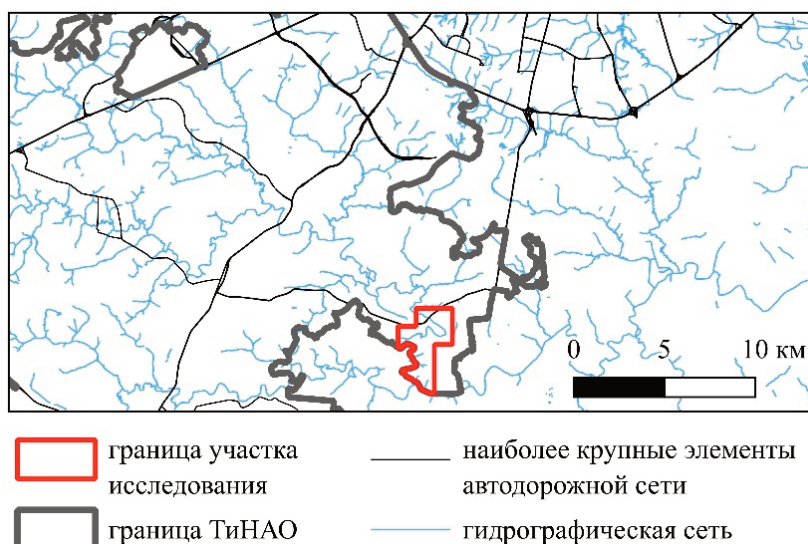 0 5 10 км
граница участка
исследования
наиболее крупные элементы
автодорожной сети
граница ТиНАО
гидрографическая сеть